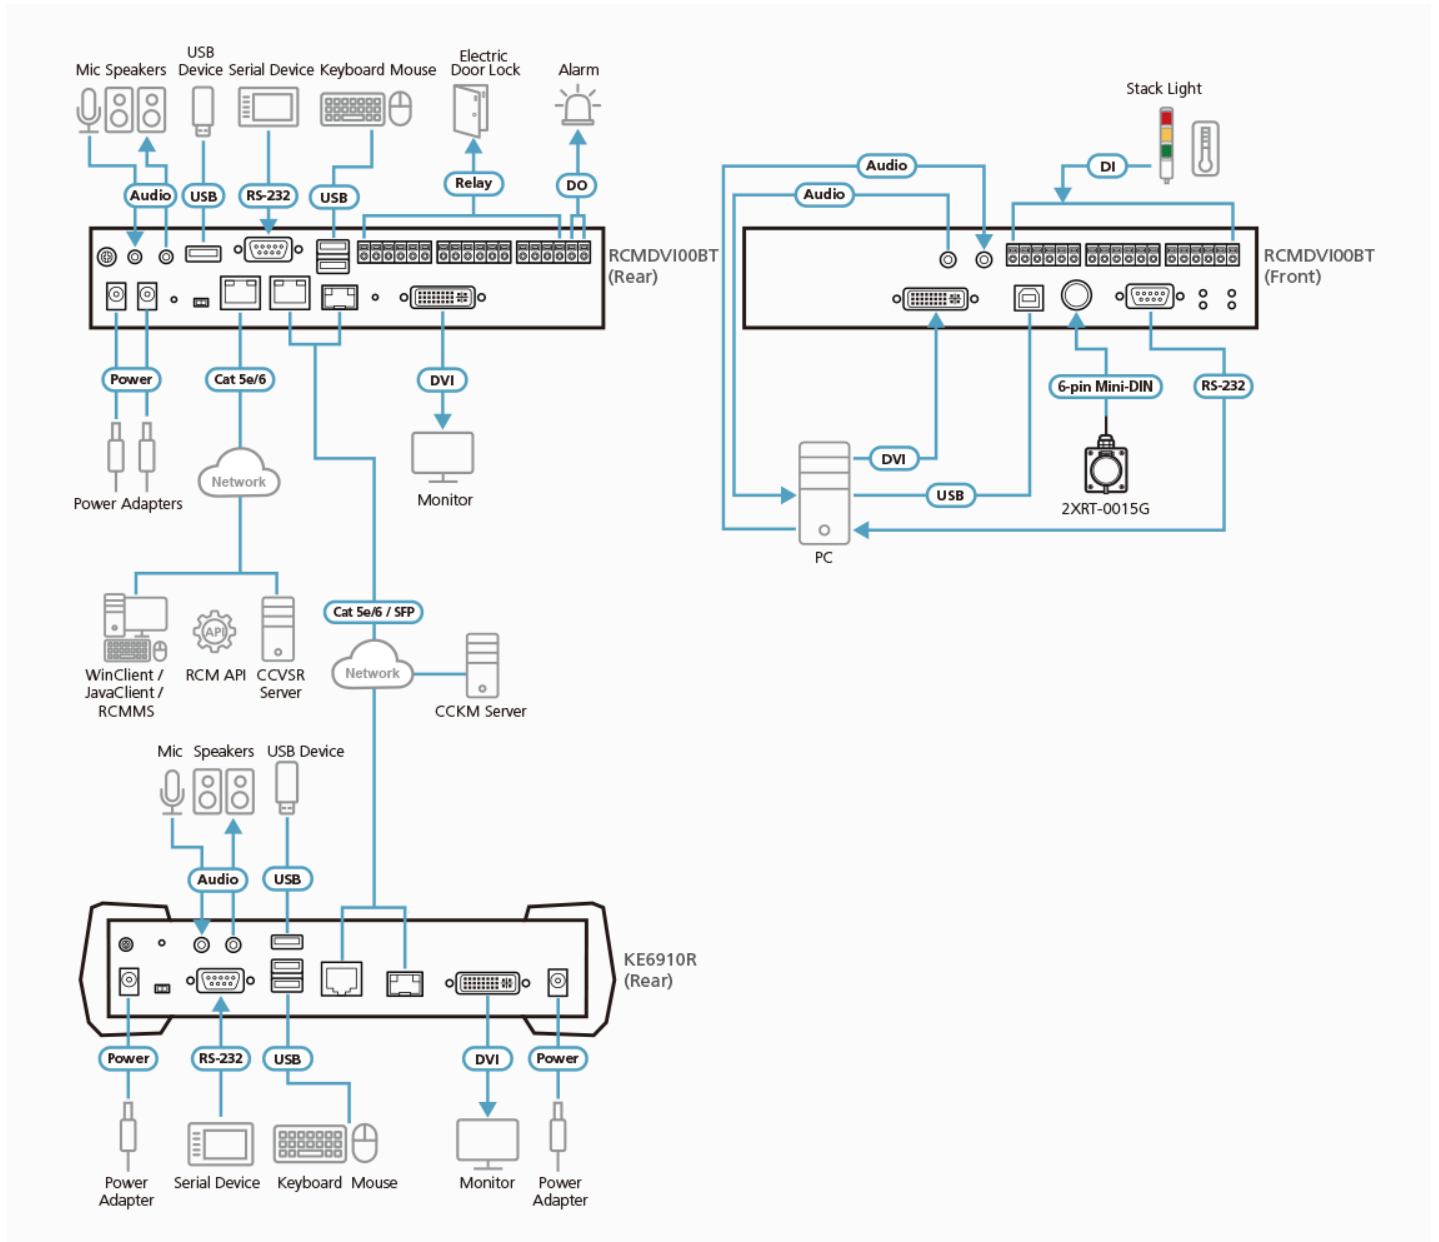 USB
Mic Speakers Device Serial Device Keyboard Mouse
Electric
Door Lock
Alarm
Audio
USB
RS-232
USB
Relay
DO
RCMDVI00BT
(Rear)
Power
Cat 5e/6
DVI
Network
Power Adapters
Monitor
Stack Light
Audio
DI
Audio
RCMDVI00BT
(Front)
6-pin Mini-DIN
RS-232
DVI
USB
2XRT-0015G
PC
Cat 5e/6 / SFP
API
WinClient /
JavaClient /
RCMMS
RCM API
CCVSR
Server
Network
CCKM Server
Mic Speakers USB Device
Audio
USB
KE6910R
(Rear)
Power
RS-232
USB
DVI
Power
Power
Adapter
Serial Device
Keyboard Mouse
Monitor
Power
Adapter